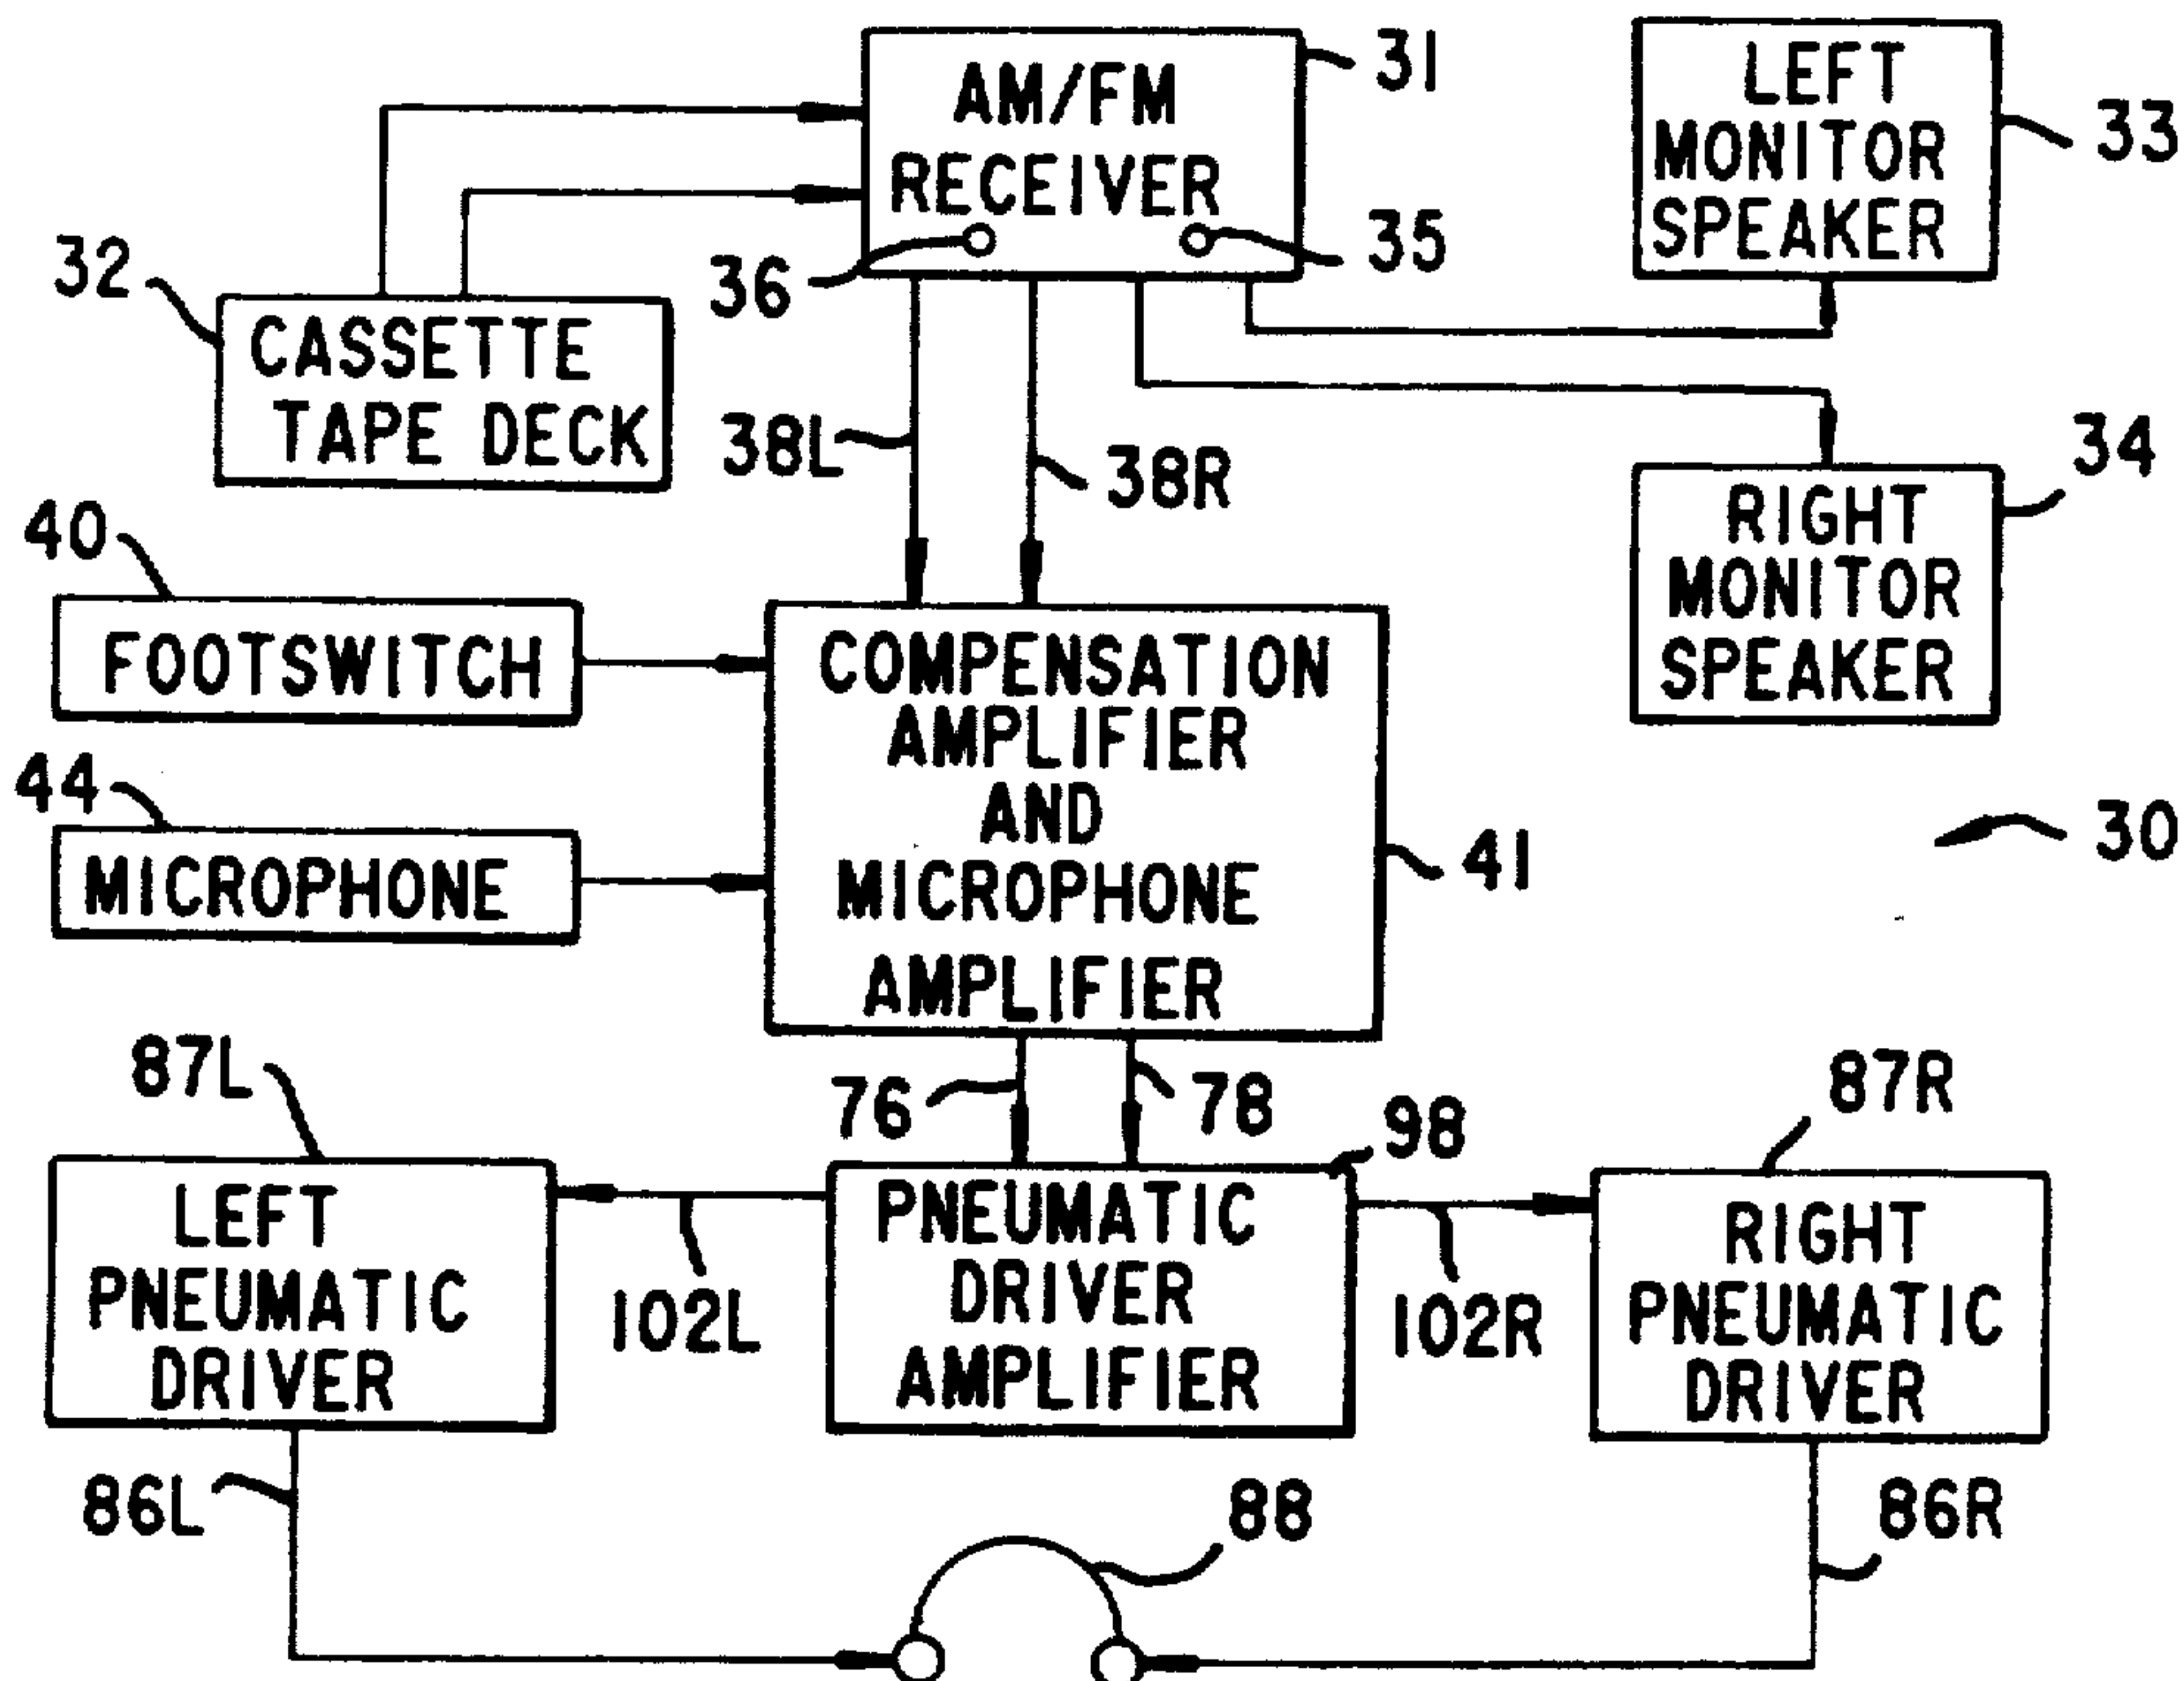 AM/FM
RECEIVER
31
LEFT
MONITOR
SPEAKER
33
32
36
35
CASSETTE
TAPE DECK
38L
38R
34
RIGHT
MONITOR
SPEAKER
40
FOOTSWITCH
COMPENSATION
AMPLIFIER
AND
MICROPHONE
AMPLIFIER
44
MICROPHONE
41
30
87L
76
78
98
87R
LEFT
PNEUMATIC
DRIVER
102L
PNEUMATIC
DRIVER
AMPLIFIER
102R
RIGHT
PNEUMATIC
DRIVER
86L
88
86R